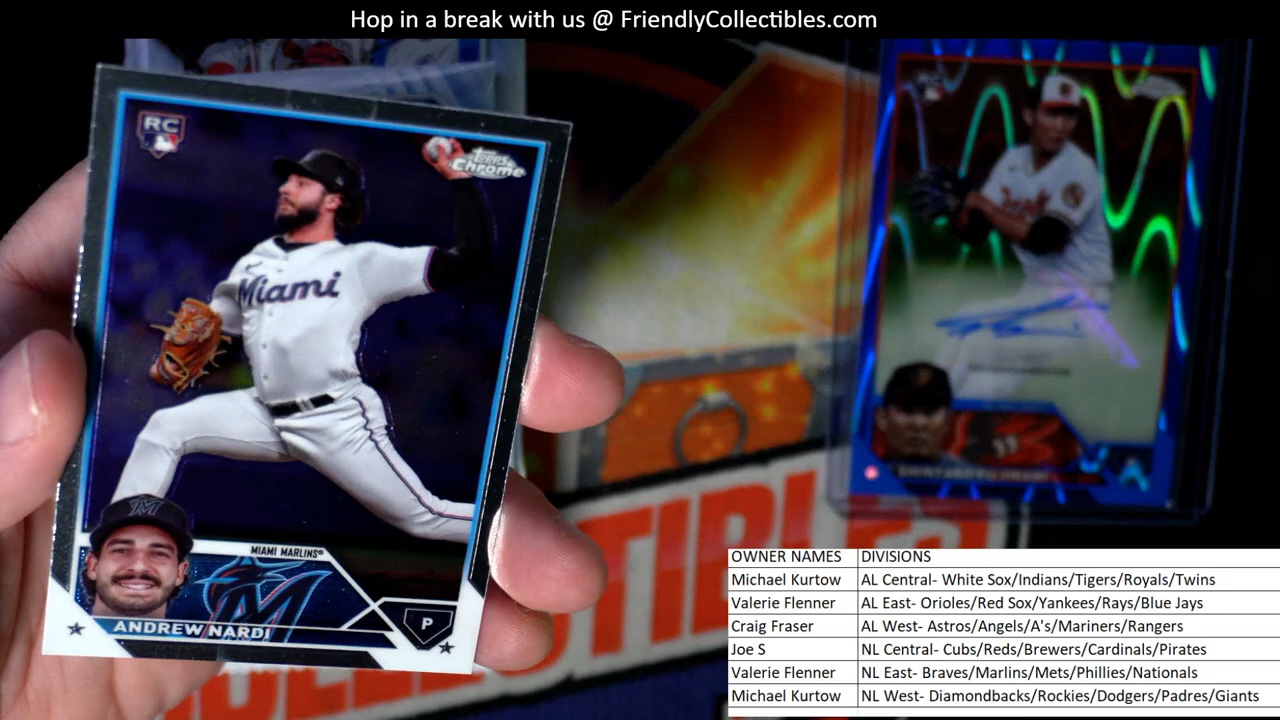 Hop in a break with us @ FriendlyCollectibles.com
RC
Topps
Chrome
Miami
MIAMI MARLINS®
ANDREW NARDI
P
OWNER NAMES DIVISIONS
Michael Kurtow AL Central- White Sox/Indians/Tigers/Royals/Twins
Valerie Flenner AL East- Orioles/Red Sox/Yankees/Rays/Blue Jays
Craig Fraser AL West- Astros/Angels/A's/Mariners/Rangers
Joe S NL Central- Cubs/Reds/Brewers/Cardinals/Pirates
Valerie Flenner NL East- Braves/Marlins/Mets/Phillies/Nationals
Michael Kurtow NL West- Diamondbacks/Rockies/Dodgers/Padres/Giants